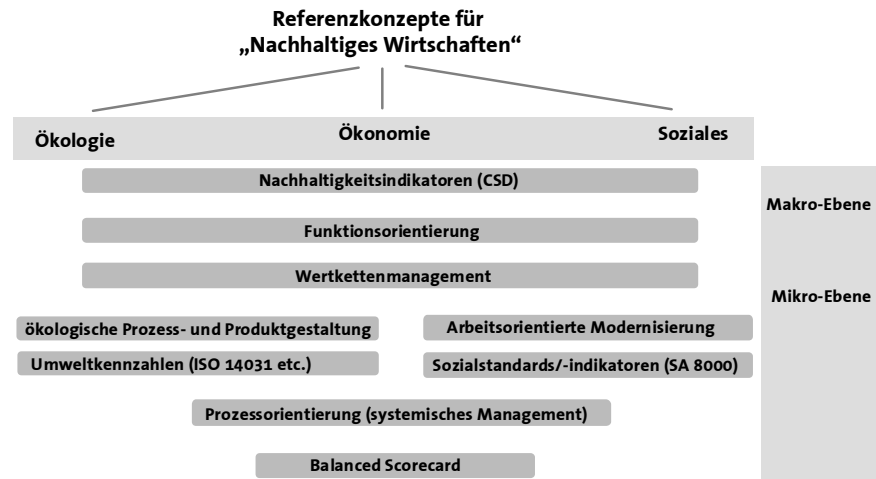 Referenzkonzepte für
„Nachhaltiges Wirtschaften“
Ökologie
Ökonomie
Soziales
Nachhaltigkeitsindikatoren (CSD)
Makro-Ebene
Funktionsorientierung
Wertkettenmanagement
Mikro-Ebene
ökologische Prozess- und Produktgestaltung
Arbeitsorientierte Modernisierung
Umweltkennzahlen (ISO 14031 etc.)
Sozialstandards/-indikatoren (SA 8000)
Prozessorientierung (systemisches Management)
Balanced Scorecard